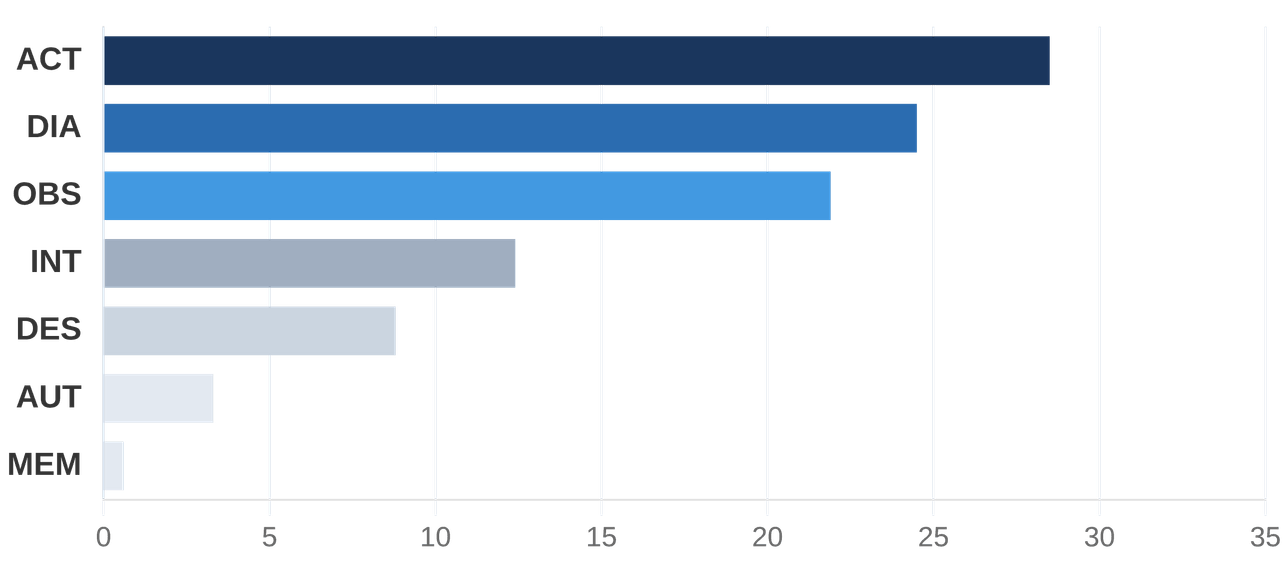 ACT
DIA
OBS
INT
DES
AUT
MEM
0 5 10 15 20 25 30 35